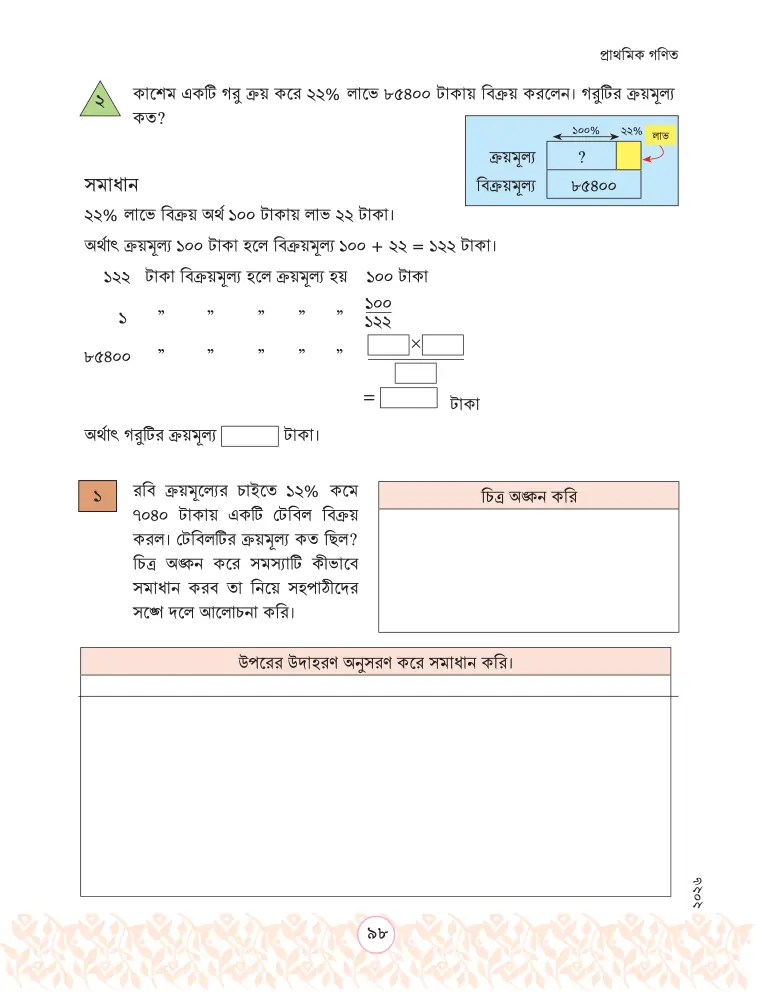 প্রাথমিক গণিত
২
কাশেম একটি গরু ক্রয় করে ২২% লাভে ৮৫৪০০ টাকায় বিক্রয় করলেন। গরুটির ক্রয়মূল্য
কত?
১০০% ২২% লাভ
ক্রয়মূল্য ?
বিক্রয়মূল্য ৮৫৪০০
সমাধান
২২% লাভে বিক্রয় অর্থ ১০০ টাকায় লাভ ২২ টাকা।
অর্থাৎ ক্রয়মূল্য ১০০ টাকা হলে বিক্রয়মূল্য ১০০ + ২২ = ১২২ টাকা।
১২২ টাকা বিক্রয়মূল্য হলে ক্রয়মূল্য হয় ১০০ টাকা
১ ” ” ” ” ” ১০০
১২২
৮৫৪০০ ” ” ” ” ” ×
= টাকা
অর্থাৎ গরুটির ক্রয়মূল্য টাকা।
১
রবি ক্রয়মূল্যের চাইতে ১২% কমে
৭০৪০ টাকায় একটি টেবিল বিক্রয়
করল। টেবিলটির ক্রয়মূল্য কত ছিল?
চিত্র অঙ্কন করে সমস্যাটি কীভাবে
সমাধান করব তা নিয়ে সহপাঠীদের
সঙ্গে দলে আলোচনা করি।
চিত্র অঙ্কন করি
উপরের উদাহরণ অনুসরণ করে সমাধান করি।
২০২৬
৯৮